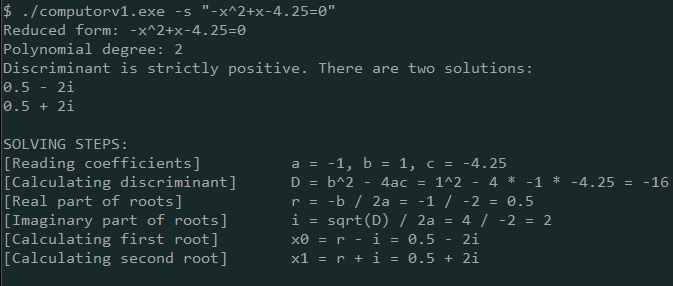 $ ./computorv1.exe -s "-x^2+x-4.25=0"
Reduced form: -x^2+x-4.25=0
Polynomial degree: 2
Discriminant is strictly positive. There are two solutions:
0.5 - 2i
0.5 + 2i
SOLVING STEPS:
[Reading coefficients] a = -1, b = 1, c = -4.25
[Calculating discriminant] D = b^2 - 4ac = 1^2 - 4 * -1 * -4.25 = -16
[Real part of roots] r = -b / 2a = -1 / -2 = 0.5
[Imaginary part of roots] i = sqrt(D) / 2a = 4 / -2 = 2
[Calculating first root] x0 = r - i = 0.5 - 2i
[Calculating second root] x1 = r + i = 0.5 + 2i